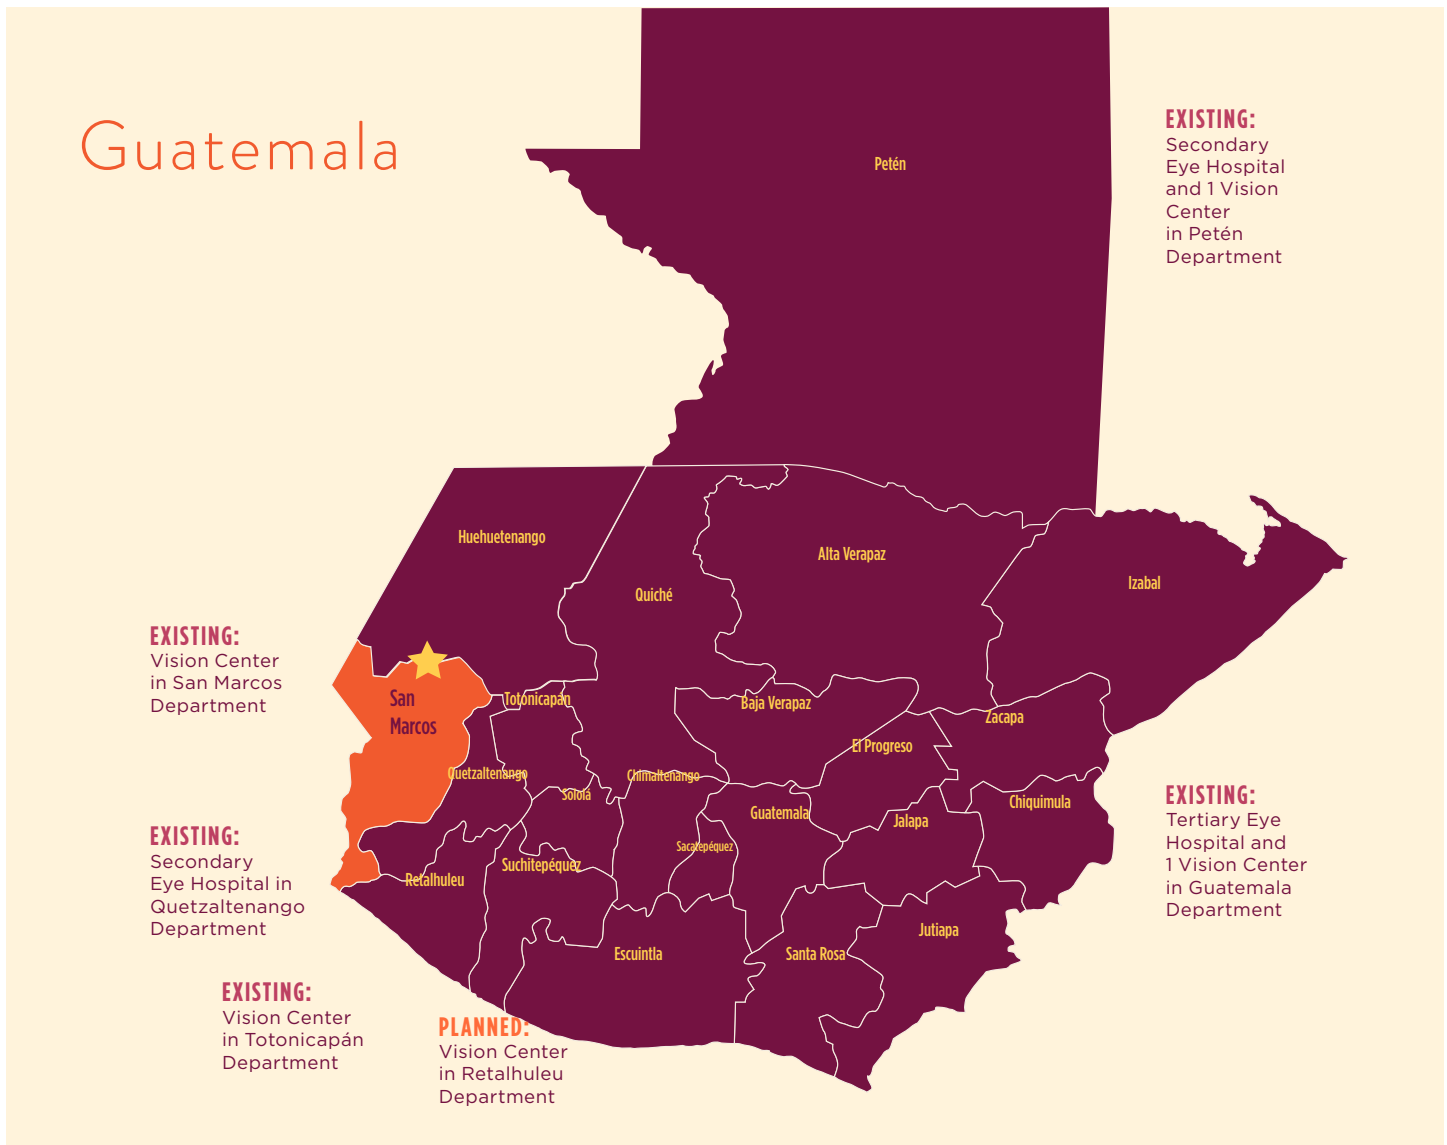 Guatemala
EXISTING:
Secondary
Eye Hospital
and 1 Vision
Center
in Petén
Department
Petén
Huehuetenango
Alta Verapaz
Izabal
Quiché
EXISTING:
Vision Center
in San Marcos
Department
San
Marcos
Totonicapán
Baja Verapaz
Zacapa
El Progreso
Quetzaltenango
Chimaltenango
Sololá
Guatemala
Chiquimula
Jalapa
EXISTING:
Tertiary Eye
Hospital and
1 Vision Center
in Guatemala
Department
EXISTING:
Secondary
Eye Hospital in
Quetzaltenango
Department
Sacatepéquez
Suchitepéquez
Retalhuleu
Jutiapa
Escuintla
Santa Rosa
EXISTING:
Vision Center
in Totonicapán
Department
PLANNED:
Vision Center
in Retalhuleu
Department